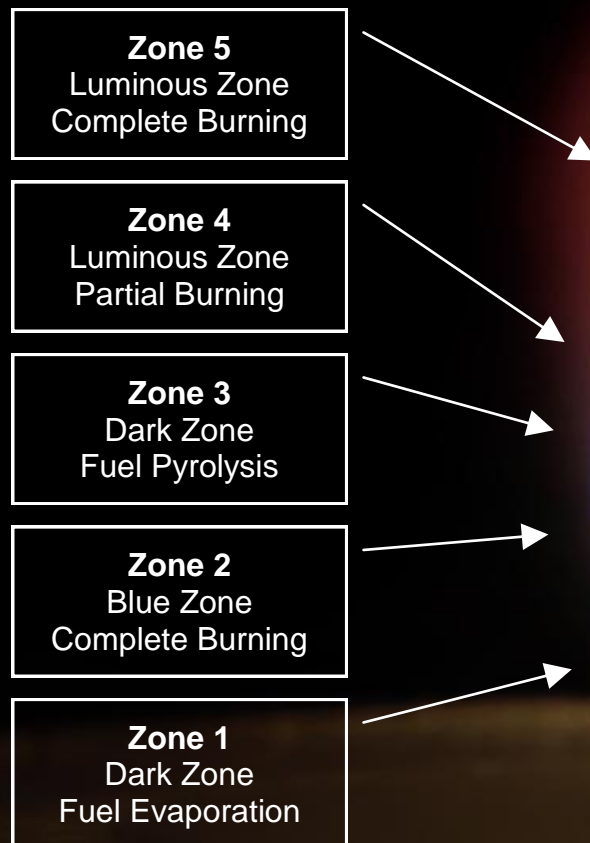 Zone 5
Luminous Zone
Complete Burning
Zone 4
Luminous Zone
Partial Burning
Zone 3
Dark Zone
Fuel Pyrolysis
Zone 2
Blue Zone
Complete Burning
Zone 1
Dark Zone
Fuel Evaporation